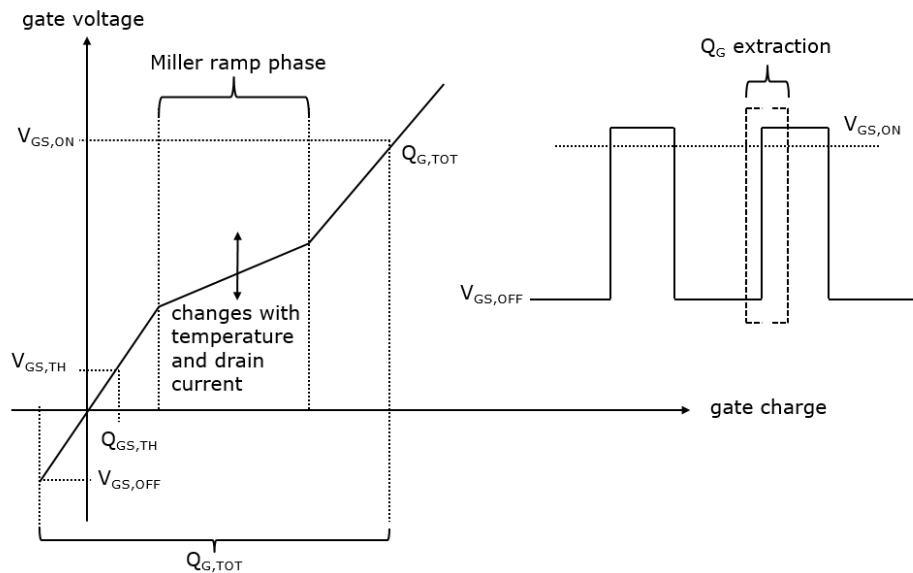 gate voltage
Miller ramp phase
V_GS,ON
Q_G,TOT
changes with
temperature
and drain
current
V_GS,TH
gate charge
Q_GS,TH
V_GS,OFF
Q_G,TOT
Q_G extraction
V_GS,ON
V_GS,OFF